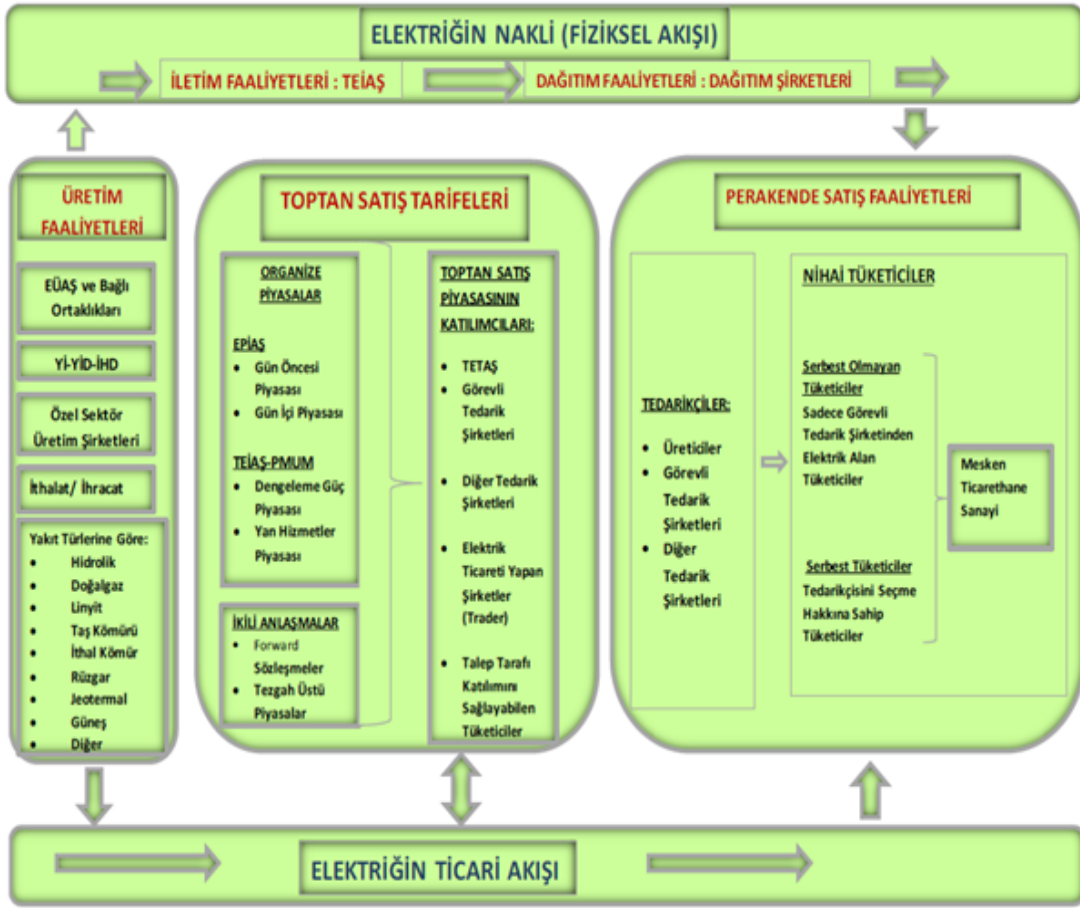 ELEKTRİĞİN NAKLİ (FİZİKSEL AKIŞI)
İLETİM FAALİYETLERİ : TEİAŞ
DAĞITIM FAALİYETLERİ : DAĞITIM ŞİRKETLERİ
ÜRETİM
FAALİYETLERİ
EÜAŞ ve Bağlı
Ortaklıkları
Yİ-YİD-İHD
Özel Sektör
Üretim Şirketleri
İthalat/ İhracat
Yakıt Türlerine Göre:
• Hidrolik
• Doğalgaz
• Linyit
• Taş Kömürü
• İthal Kömür
• Rüzgar
• Jeotermal
• Güneş
• Diğer
TOPTAN SATIŞ TARİFELERİ
ORGANİZE
PİYASALAR
EPİAŞ
• Gün Öncesi
Piyasası
• Gün İçi Piyasası
TEİAŞ-PMUM
• Dengeleme Güç
Piyasası
• Yan Hizmetler
Piyasası
İKİLİ ANLAŞMALAR
• Forward
Sözleşmeler
• Tezgah Üstü
Piyasalar
TOPTAN SATIŞ
PİYASASININ
KATILIMCILARI:
• TETAŞ
• Görevli
Tedarik
Şirketleri
• Diğer Tedarik
Şirketleri
• Elektrik
Ticareti Yapan
Şirketler
(Trader)
• Talep Tarafı
Katılımını
Sağlayabilen
Tüketiciler
PERAKENDE SATIŞ FAALİYETLERİ
TEDARİKÇİLER:
• Üreticiler
• Görevli
Tedarik
Şirketleri
• Diğer
Tedarik
Şirketleri
NİHAİ TÜKETİCİLER
Serbest Olmayan
Tüketiciler
Sadece Görevli
Tedarik Şirketinden
Elektrik Alan
Tüketiciler
Serbest Tüketiciler
Tedarikçisini Seçme
Hakkına Sahip
Tüketiciler
Mesken
Ticarethane
Sanayi
ELEKTRİĞİN TİCARİ AKIŞI